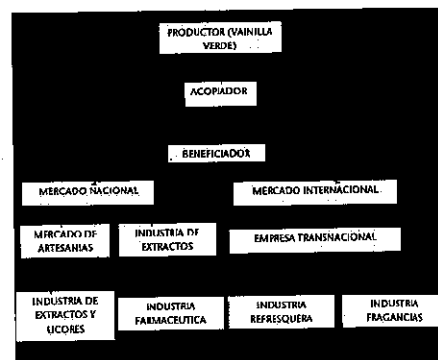 PRODUCTOR (VAINILLA
VERDE)
ACOPIADOR
BENEFICIADOR
MERCADO NACIONAL
MERCADO INTERNACIONAL
MERCADO DE
ARTESANIAS
INDUSTRIA DE
EXTRACTOS
EMPRESA TRANSNACIONAL
INDUSTRIA DE
EXTRACTOS Y
LICORES
INDUSTRIA
FARMACEUTICA
INDUSTRIA
REFRESQUERA
INDUSTRIA
FRAGANCIAS